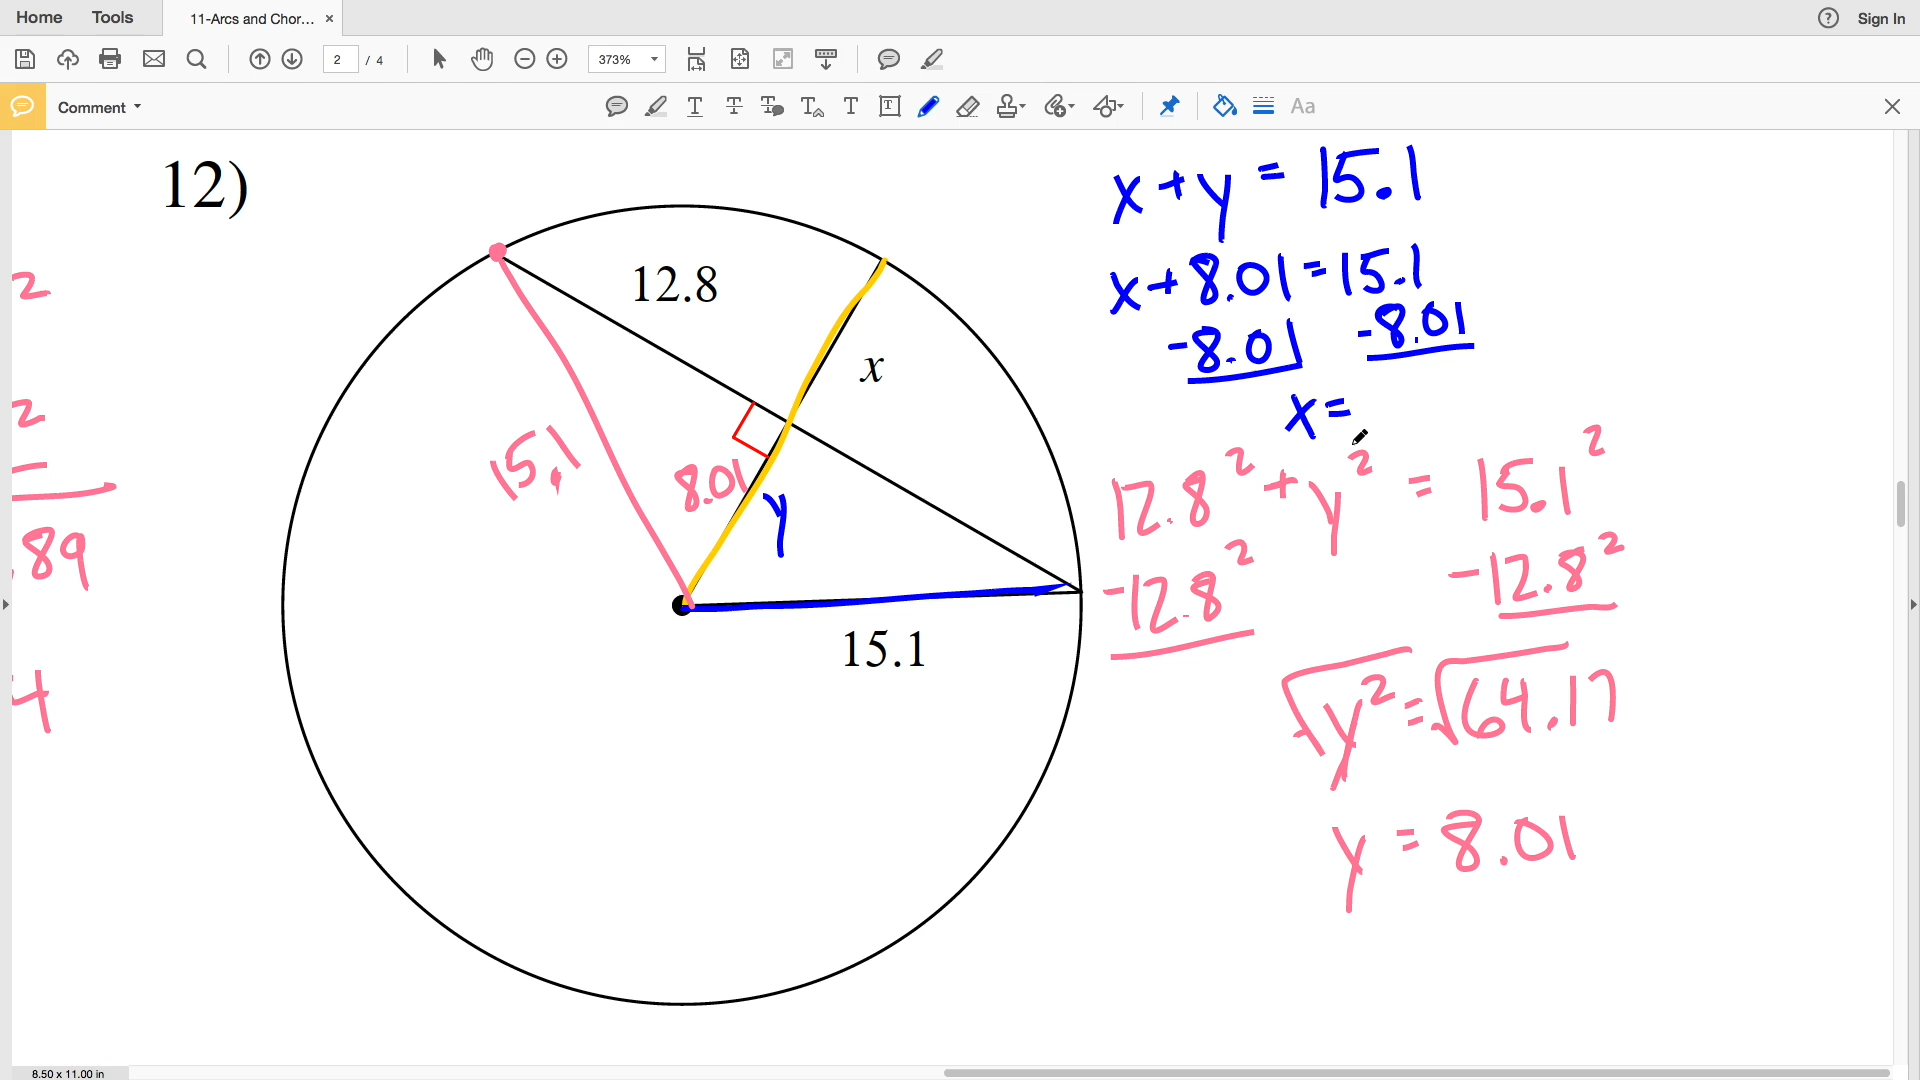 Home Tools 11-Arcs and Chor... × Sign In
2 / 4 373%
Comment
Aa
12)
12.8
x
15.1
8.01
y
15.1
x+y = 15.1
x+8.01=15.1
-8.01 -8.01
x=
12.8² + y² = 15.1²
-12.8² -12.8²
√y² = √64.17
y = 8.01
2
2
.89
4
8.50 x 11.00 in